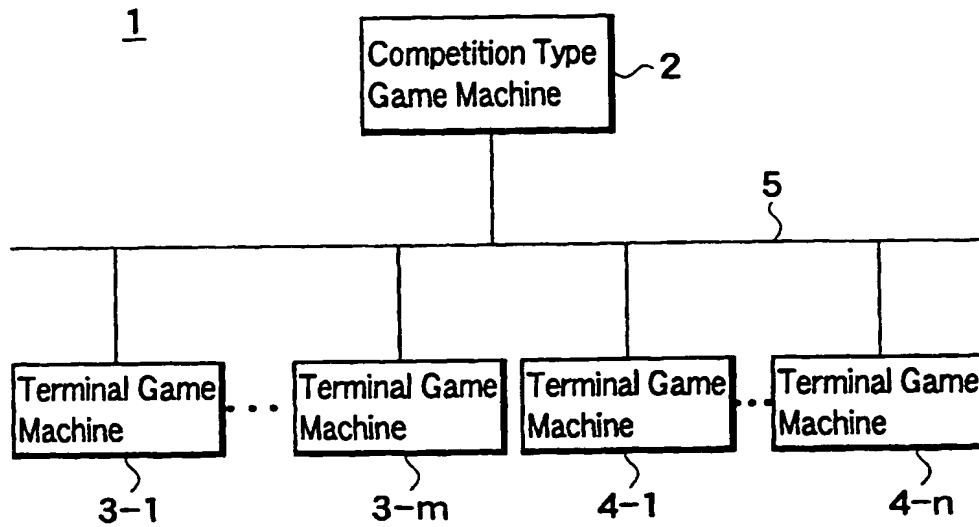 1
Competition Type
Game Machine
2
5
Terminal Game
Machine
Terminal Game
Machine
Terminal Game
Machine
Terminal Game
Machine
3-1
3-m
4-1
4-n